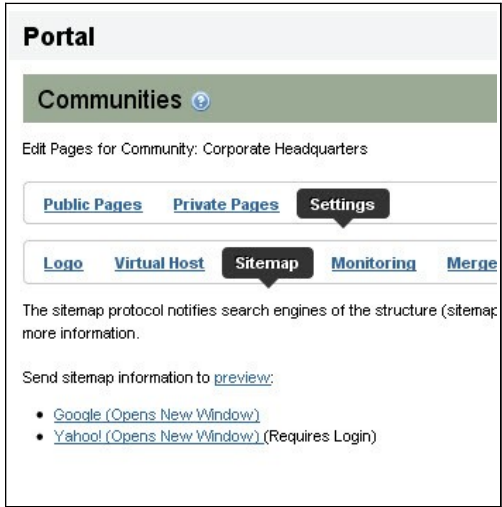 Portal
Communities
Edit Pages for Community: Corporate Headquarters
Public Pages Private Pages Settings
Logo Virtual Host Sitemap Monitoring Merge
The sitemap protocol notifies search engines of the structure (sitemap
more information.
Send sitemap information to preview:
Google (Opens New Window)
Yahoo! (Opens New Window) (Requires Login)